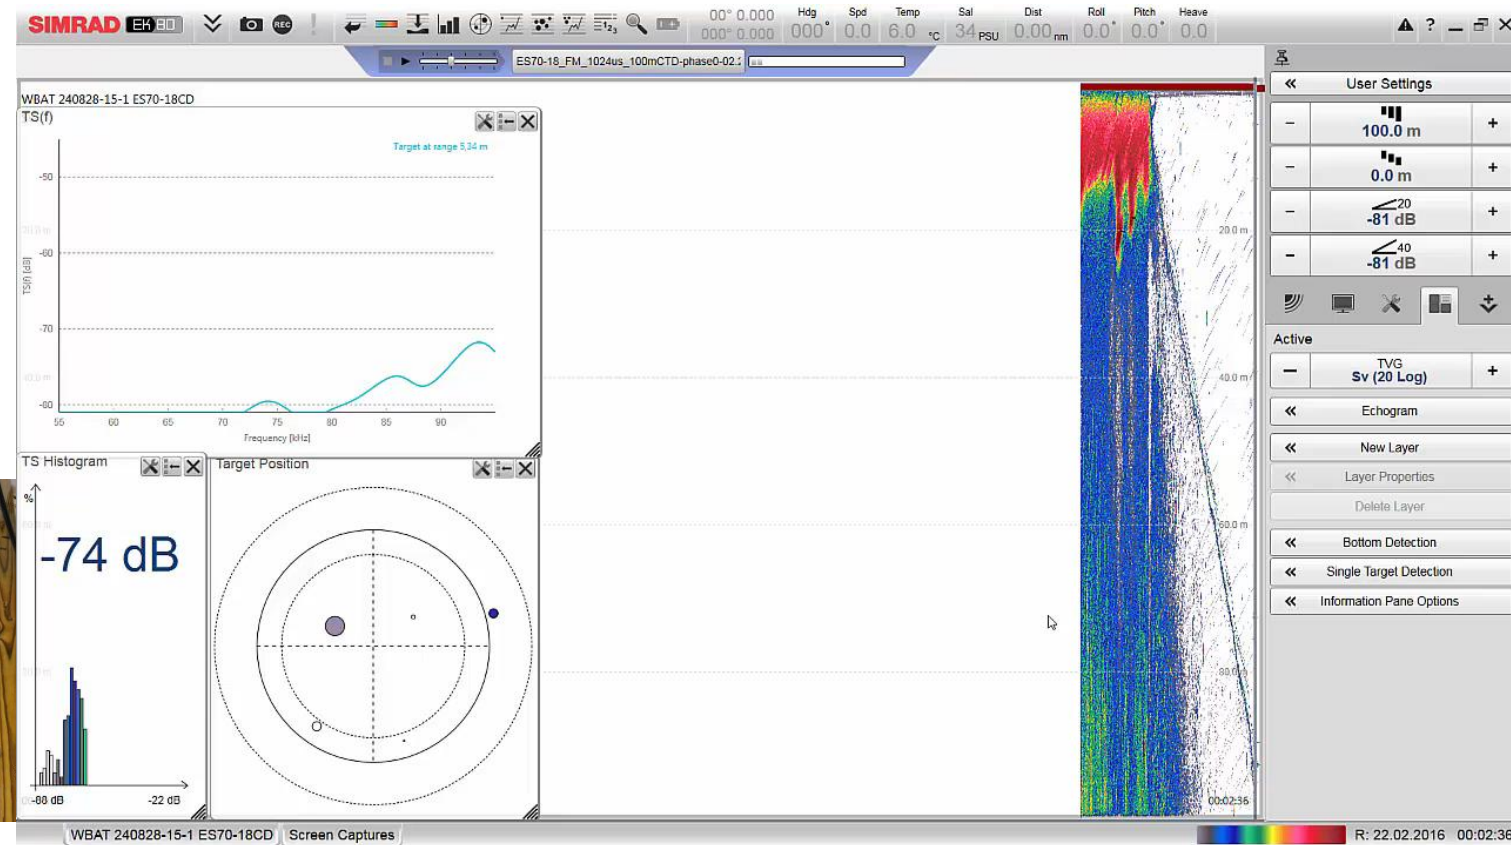 SIMRAD EK 80
REC
00° 0.000
000° 0.000
Hdg
000°
Spd
0.0
Temp
6.0 °C
Sal
34 PSU
Dist
0.00 nm
Roll
0.0°
Pitch
0.0°
Heave
0.0
?
ES70-18_FM_1024us_100mCTD-phase0-02.
WBAT 240828-15-1 ES70-18CD
TS(f)
Target at range 5,34 m
-50
-60
-70
-80
TS(f) [dB]
55 60 65 70 75 80 85 90
Frequency [kHz]
TS Histogram
%
-74 dB
-88 dB
-22 dB
Target Position
20.0 m
40.0 m
60.0 m
80.0 m
00:02:36
User Settings
100.0 m
0.0 m
20
-81 dB
40
-81 dB
Active
TVG
Sv (20 Log)
Echogram
New Layer
Layer Properties
Delete Layer
Bottom Detection
Single Target Detection
Information Pane Options
WBAT 240828-15-1 ES70-18CD
Screen Captures
R: 22.02.2016 00:02:36